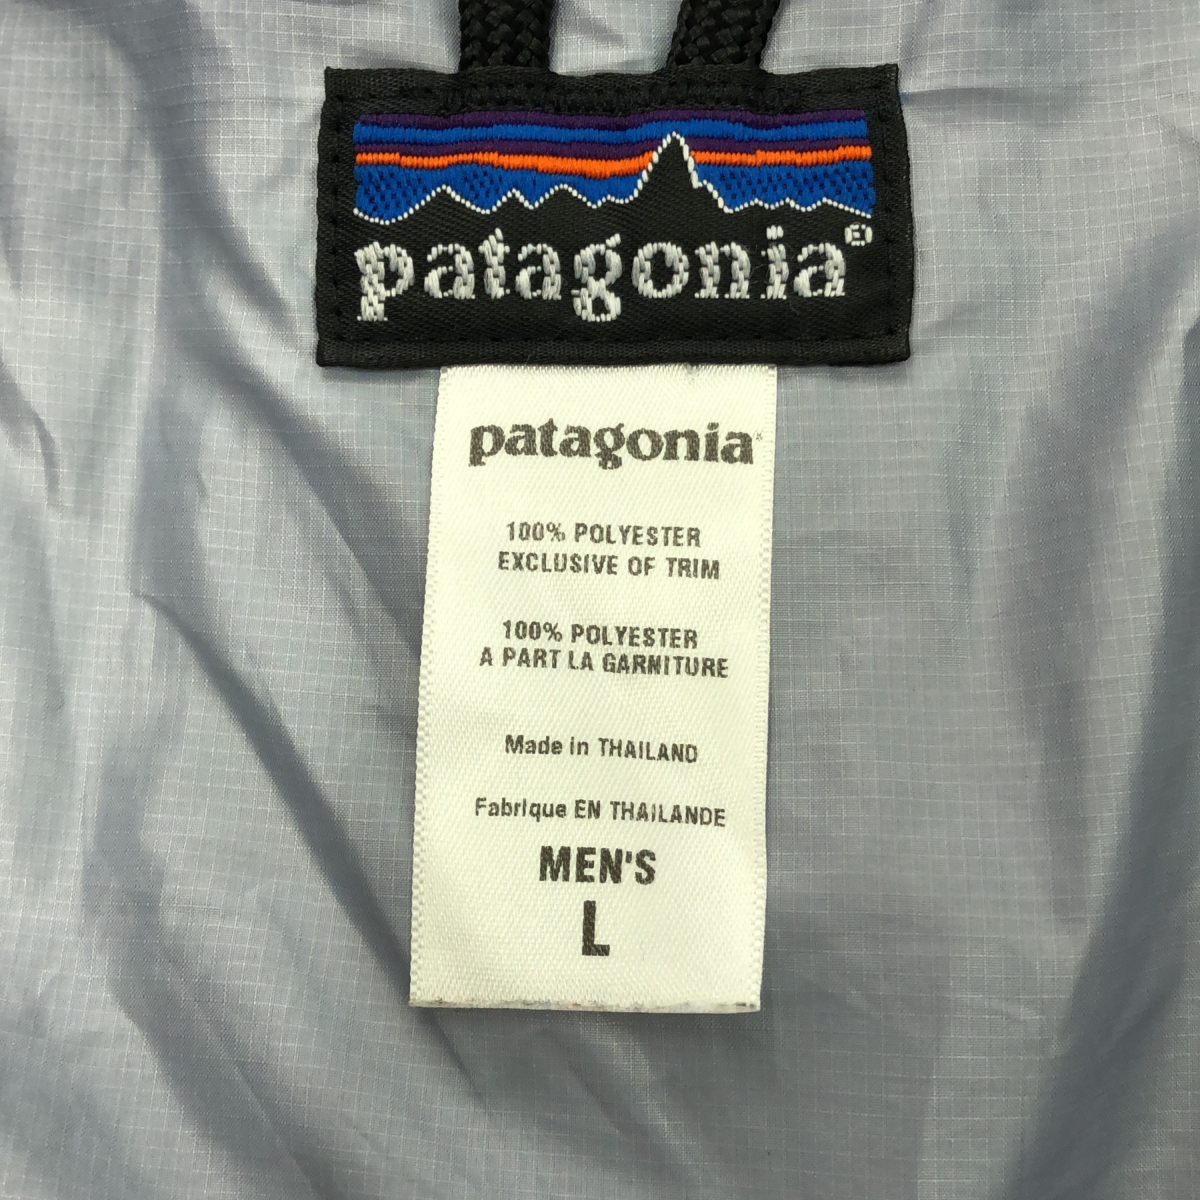 patagonia®
patagonia
100% POLYESTER
EXCLUSIVE OF TRIM
100% POLYESTER
A PART LA GARNITURE
Made in THAILAND
Fabrique EN THAILANDE
MEN'S
L